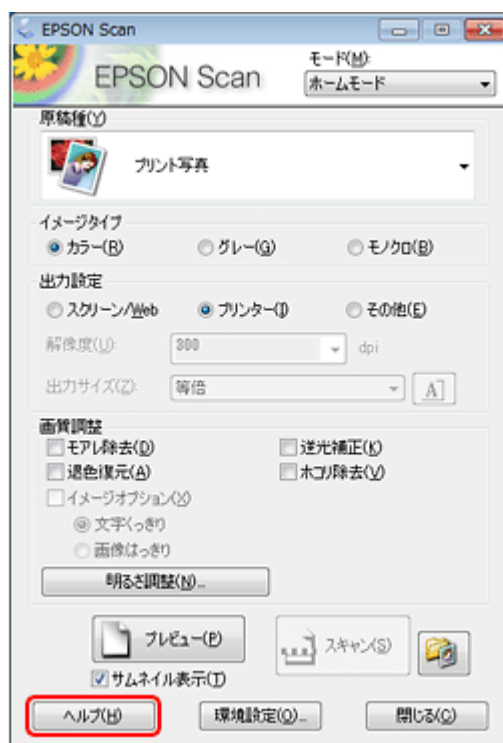 EPSON Scan
EPSON Scan
モード(M):
ホームモード
原稿種(Y)
プリント写真
イメージタイプ
カラー(R) グレー(G) モノクロ(B)
出力設定
スクリーン/Web プリンター(I) その他(E)
解像度(U): 300 dpi
出力サイズ(Z): 等倍
画質調整
モアレ除去(D) 逆光補正(K)
退色復元(A) ホコリ除去(V)
イメージオプション(X)
文字くっきり
画像はっきり
明るさ調整(N)...
プレビュー(P) スキャン(S)
サムネイル表示(T)
ヘルプ(H) 環境設定(O)... 閉じる(C)